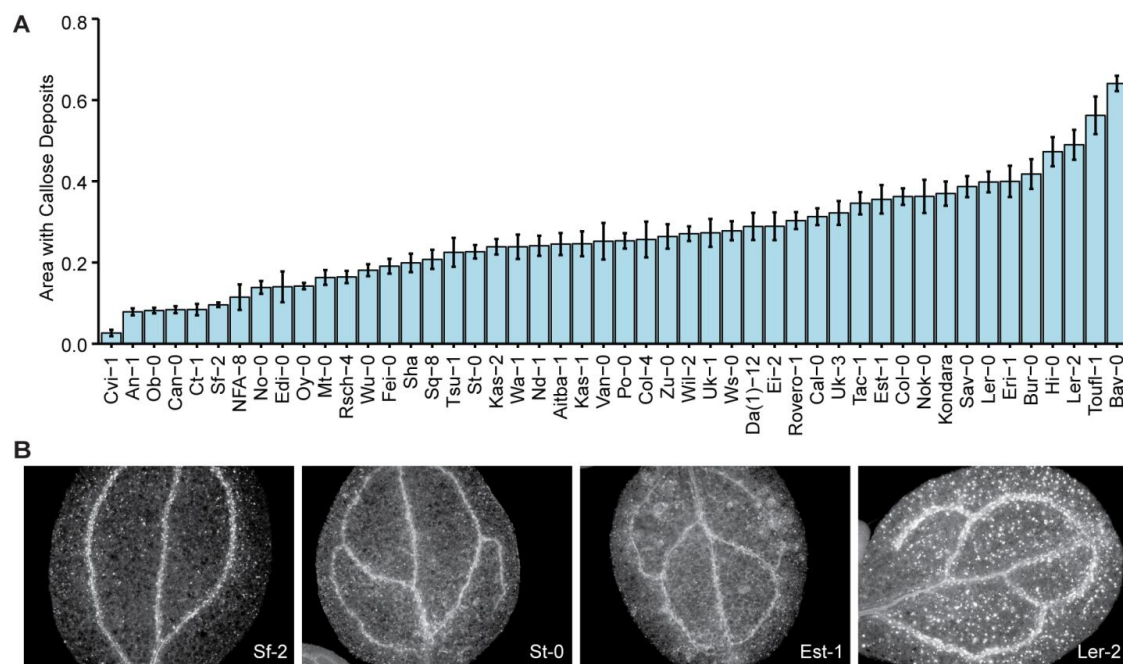 A
Area with Callose Deposits
0.8
0.6
0.4
0.2
0.0
Cvi–1
An–1
Ob–0
Can–0
Ct–1
Sf–2
NFA–8
No–0
Edi–0
Oy–0
Mt–0
Rsch–4
Wu–0
Fei–0
Sha
Sq–8
Tsu–1
St–0
Kas–2
Wa–1
Nd–1
Aitba–1
Kas–1
Van–0
Po–0
Col–4
Zu–0
Wil–2
Uk–1
Ws–0
Da(1)–12
Ei–2
Rovero–1
Cal–0
Uk–3
Tac–1
Est–1
Col–0
Nok–0
Kondara
Sav–0
Ler–0
Eri–1
Bur–0
Hi–0
Ler–2
Toufl–1
Bay–0
B
Sf-2
St-0
Est-1
Ler-2